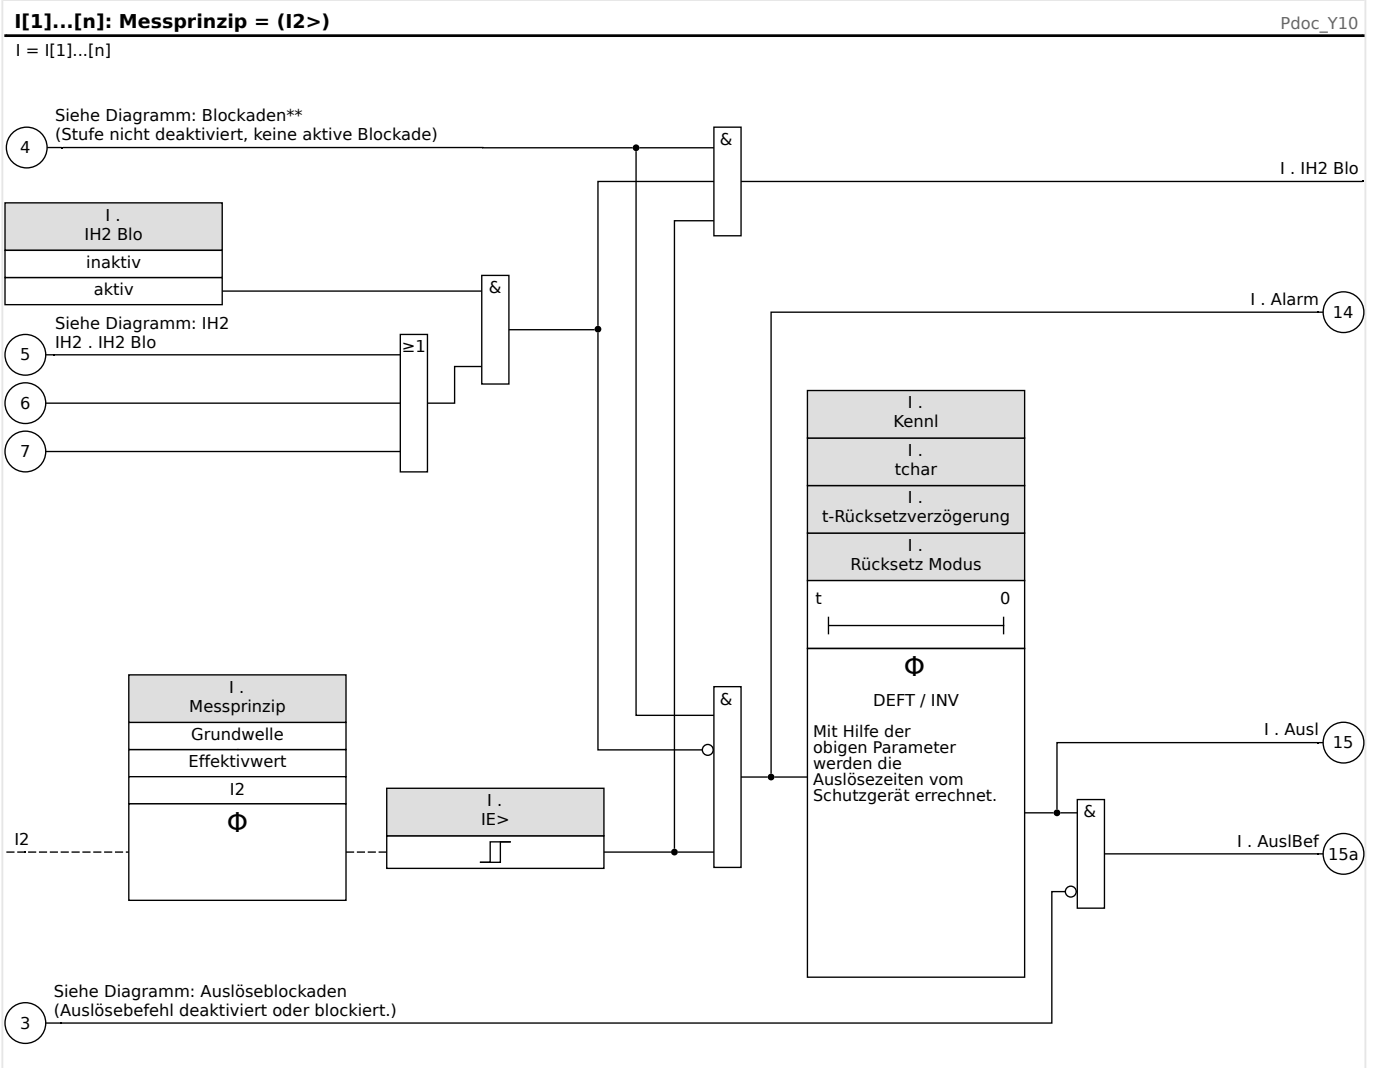 I[1]...[n]: Messprinzip = (I2>)
Pdoc_Y10
I = I[1]...[n]
Siehe Diagramm: Blockaden**
(Stufe nicht deaktiviert, keine aktive Blockade)
4
&
I . IH2 Blo
I .
IH2 Blo
inaktiv
aktiv
&
I . Alarm
14
Siehe Diagramm: IH2
IH2 . IH2 Blo
5
≥1
6
7
I .
Kennl
I .
tchar
I .
t-Rücksetzverzögerung
I .
Rücksetz Modus
t 0
Φ
DEFT / INV
Mit Hilfe der
obigen Parameter
werden die
Auslösezeiten vom
Schutzgerät errechnet.
I .
Messprinzip
Grundwelle
Effektivwert
I2
Φ
&
I2
I .
IE>
I . Ausl
15
&
I . AuslBef
15a
Siehe Diagramm: Auslöseblockaden
(Auslösebefehl deaktiviert oder blockiert.)
3